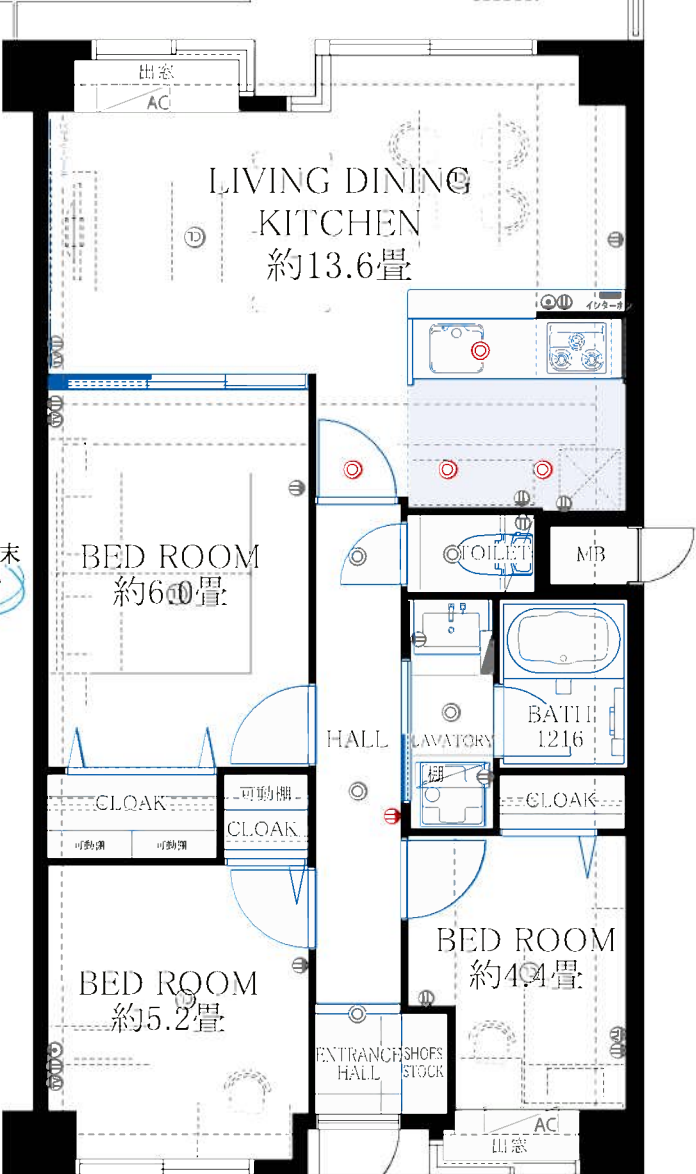 出窓
AC
LIVING DINING
KITCHEN
約13.6畳
インターホン
末
BED ROOM
約6.0畳
TOILET
MB
HALL
LAVATORY
BATH
1216
棚
CLOAK
可動棚
可動棚
可動棚
CLOAK
CLOAK
BED ROOM
約5.2畳
BED ROOM
約4.4畳
ENTRANCE
HALL
SHOES
STOCK
AC
出窓